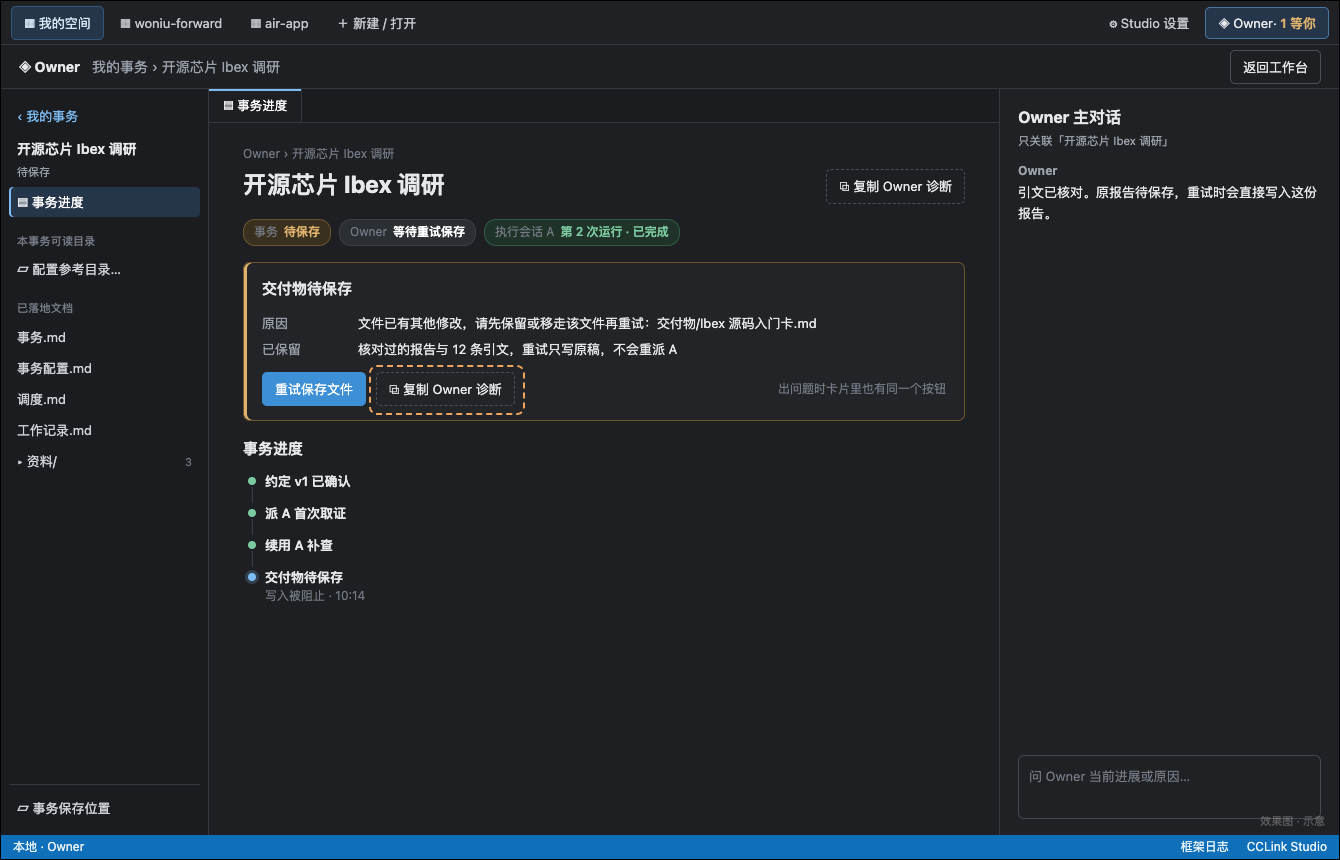 我的空间
woniu-forward
air-app
+ 新建 / 打开
Studio 设置
Owner · 1 等你
Owner
我的事务 › 开源芯片 Ibex 调研
返回工作台
‹ 我的事务
开源芯片 Ibex 调研
待保存
事务进度
本事务可读目录
配置参考目录...
已落地文档
事务.md
事务配置.md
调度.md
工作记录.md
资料/ 3
事务保存位置
事务进度
Owner › 开源芯片 Ibex 调研
开源芯片 Ibex 调研
复制 Owner 诊断
事务 待保存
Owner 等待重试保存
执行会话 A 第 2 次运行 · 已完成
交付物待保存
原因 文件已有其他修改，请先保留或移走该文件再重试：交付物/Ibex 源码入门卡.md
已保留 核对过的报告与 12 条引文，重试只写原稿，不会重派 A
重试保存文件
复制 Owner 诊断
出问题时卡片里也有同一个按钮
事务进度
约定 v1 已确认
派 A 首次取证
续用 A 补查
交付物待保存
写入被阻止 · 10:14
Owner 主对话
只关联「开源芯片 Ibex 调研」
Owner
引文已核对。原报告待保存，重试时会直接写入这份
报告。
问 Owner 当前进展或原因...
效果图 · 示意
本地 · Owner
框架日志
CCLink Studio